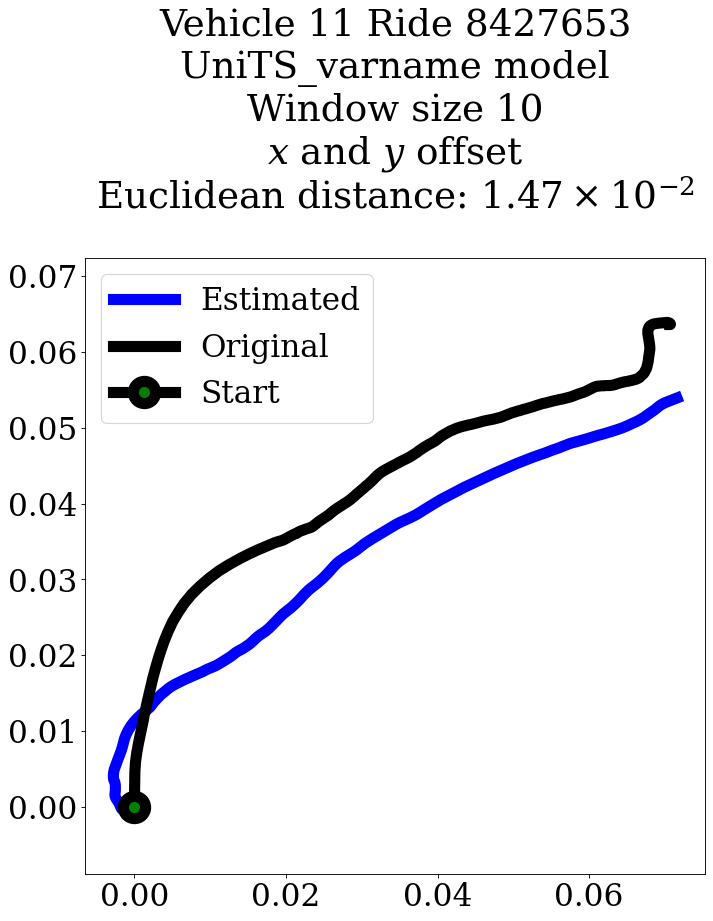 Vehicle 11 Ride 8427653
UniTS_varname model
Window size 10
x and y offset
Euclidean distance: 1.47 × 10⁻²
0.07
0.06
0.05
0.04
0.03
0.02
0.01
0.00
Estimated
Original
Start
0.00 0.02 0.04 0.06